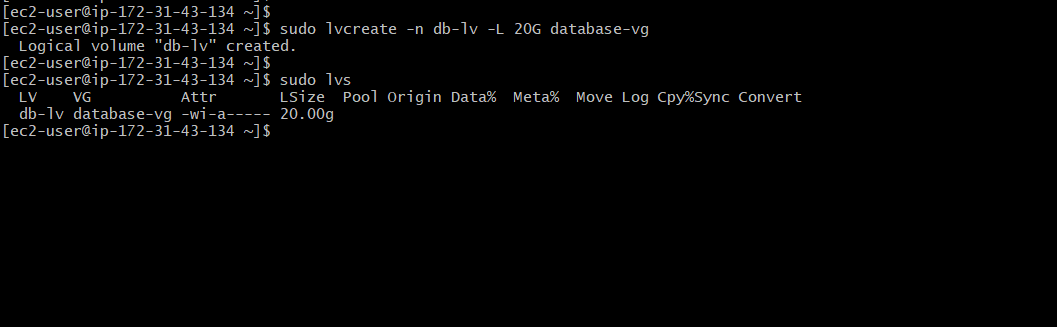 [ec2-user@ip-172-31-43-134 ~]$
[ec2-user@ip-172-31-43-134 ~]$ sudo lvcreate -n db-lv -L 20G database-vg
  Logical volume "db-lv" created.
[ec2-user@ip-172-31-43-134 ~]$
[ec2-user@ip-172-31-43-134 ~]$ sudo lvs
  LV    VG          Attr       LSize  Pool Origin Data%  Meta%  Move Log Cpy%Sync Convert
  db-lv database-vg -wi-a----- 20.00g
[ec2-user@ip-172-31-43-134 ~]$